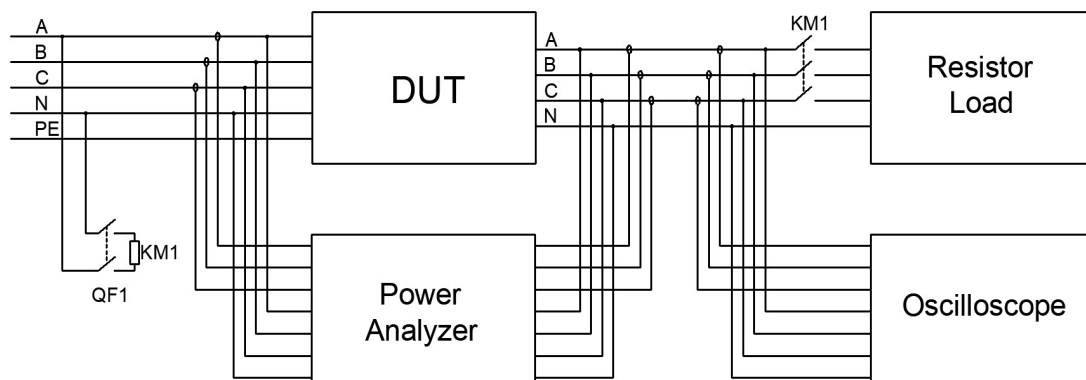 A
B
C
N
PE
DUT
A
B
C
N
KM1
Resistor
Load
KM1
QF1
Power
Analyzer
Oscilloscope